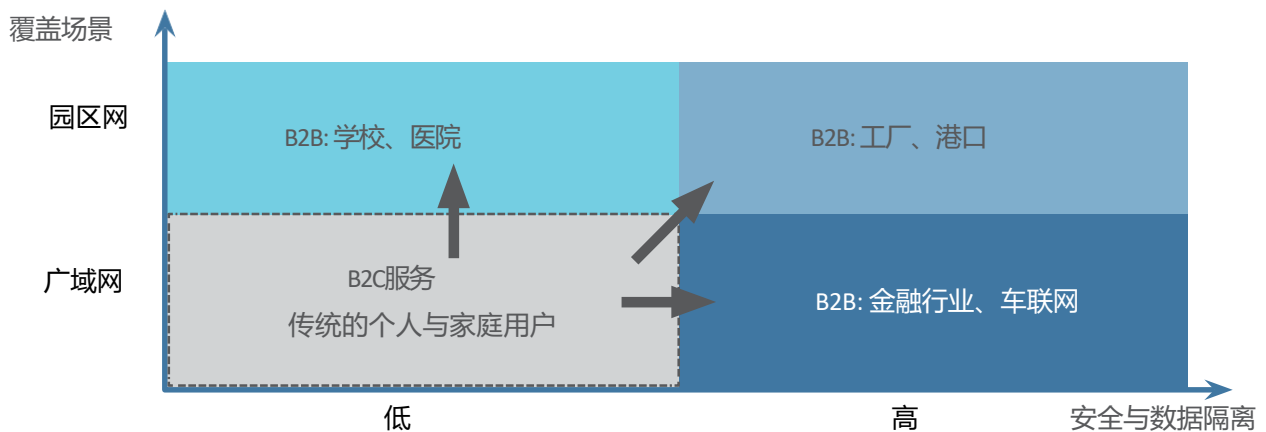 覆盖场景
园区网
B2B: 学校、医院
B2B: 工厂、港口
广域网
B2C服务
传统的个人与家庭用户
B2B: 金融行业、车联网
低
高
安全与数据隔离